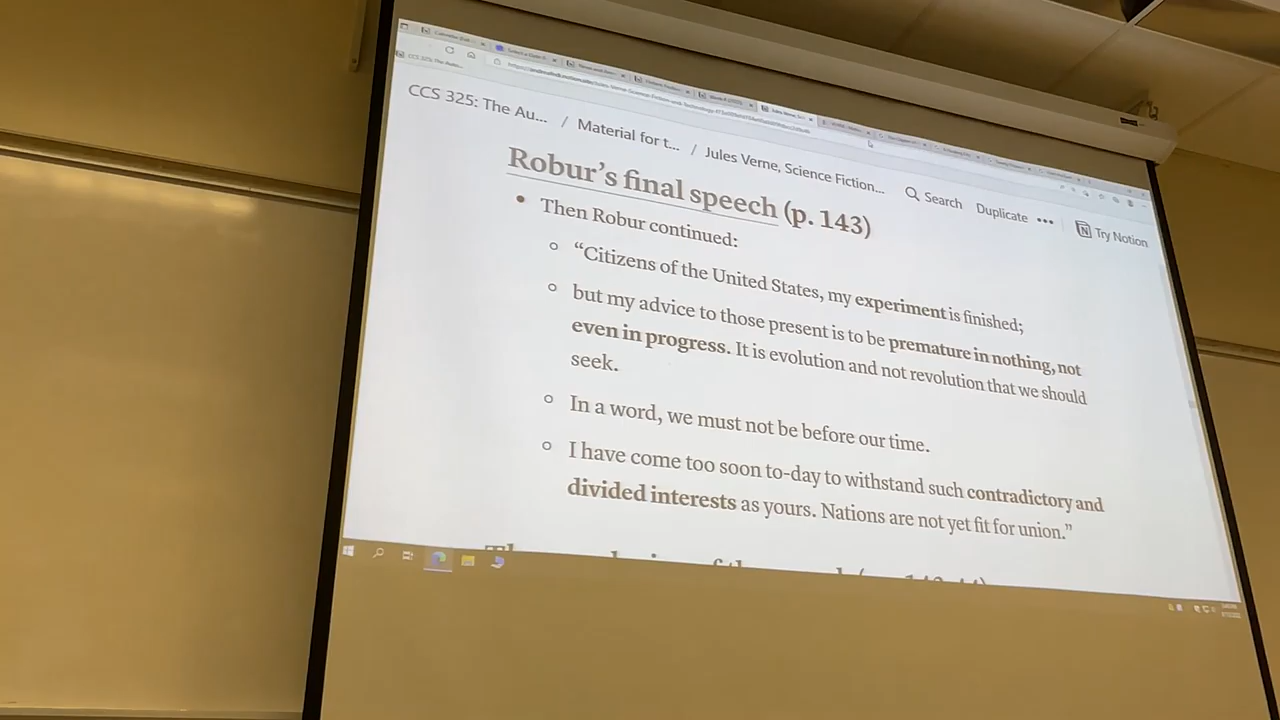 CCS 325: The Au... / Material for t... / Jules Verne, Science Fiction... Search Duplicate ••• Try Notion
Robur's final speech (p. 143)
• Then Robur continued:
○ “Citizens of the United States, my experiment is finished;
○ but my advice to those present is to be premature in nothing, not
even in progress. It is evolution and not revolution that we should
seek.
○ In a word, we must not be before our time.
○ I have come too soon to-day to withstand such contradictory and
divided interests as yours. Nations are not yet fit for union.”